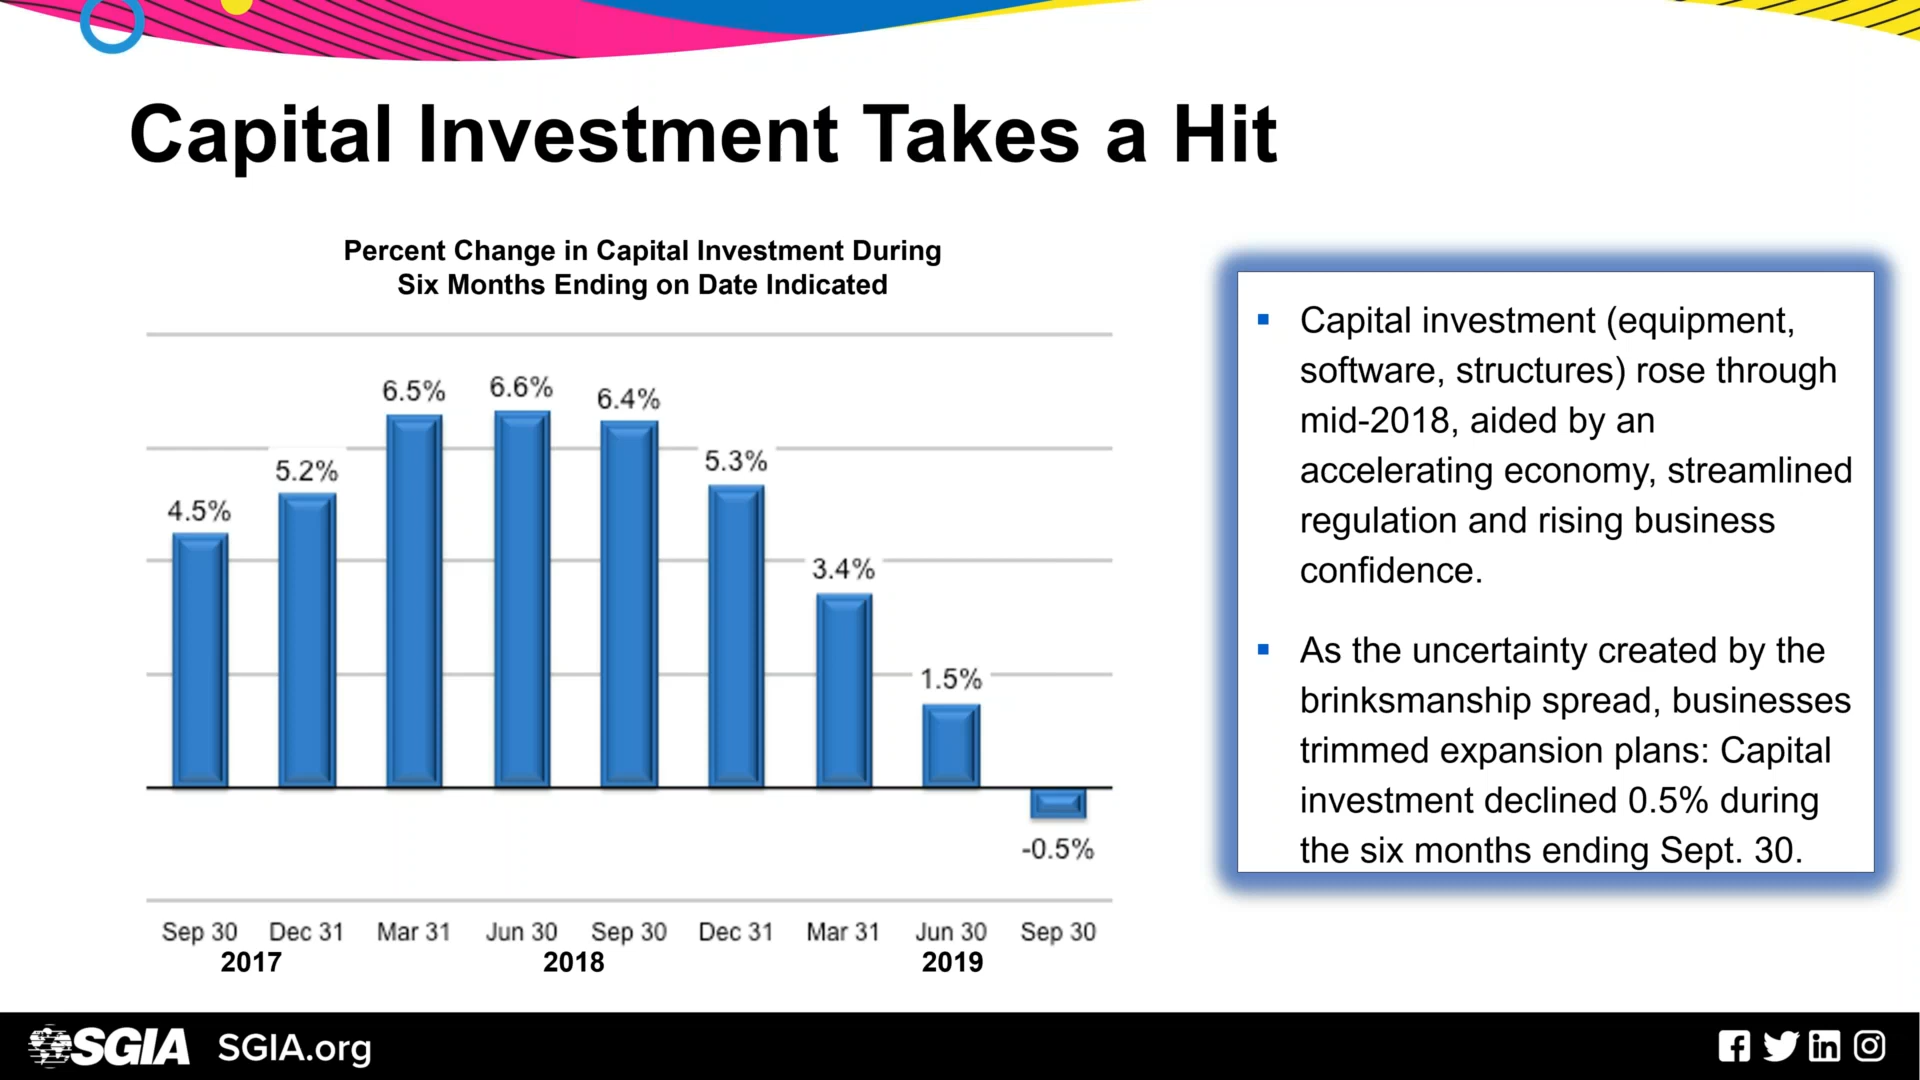 Capital Investment Takes a Hit
Percent Change in Capital Investment During
Six Months Ending on Date Indicated
4.5%
5.2%
6.5%
6.6%
6.4%
5.3%
3.4%
1.5%
-0.5%
Sep 30 Dec 31 Mar 31 Jun 30 Sep 30 Dec 31 Mar 31 Jun 30 Sep 30
2017 2018 2019
▪ Capital investment (equipment,
software, structures) rose through
mid-2018, aided by an
accelerating economy, streamlined
regulation and rising business
confidence.
▪ As the uncertainty created by the
brinksmanship spread, businesses
trimmed expansion plans: Capital
investment declined 0.5% during
the six months ending Sept. 30.
SGIA SGIA.org